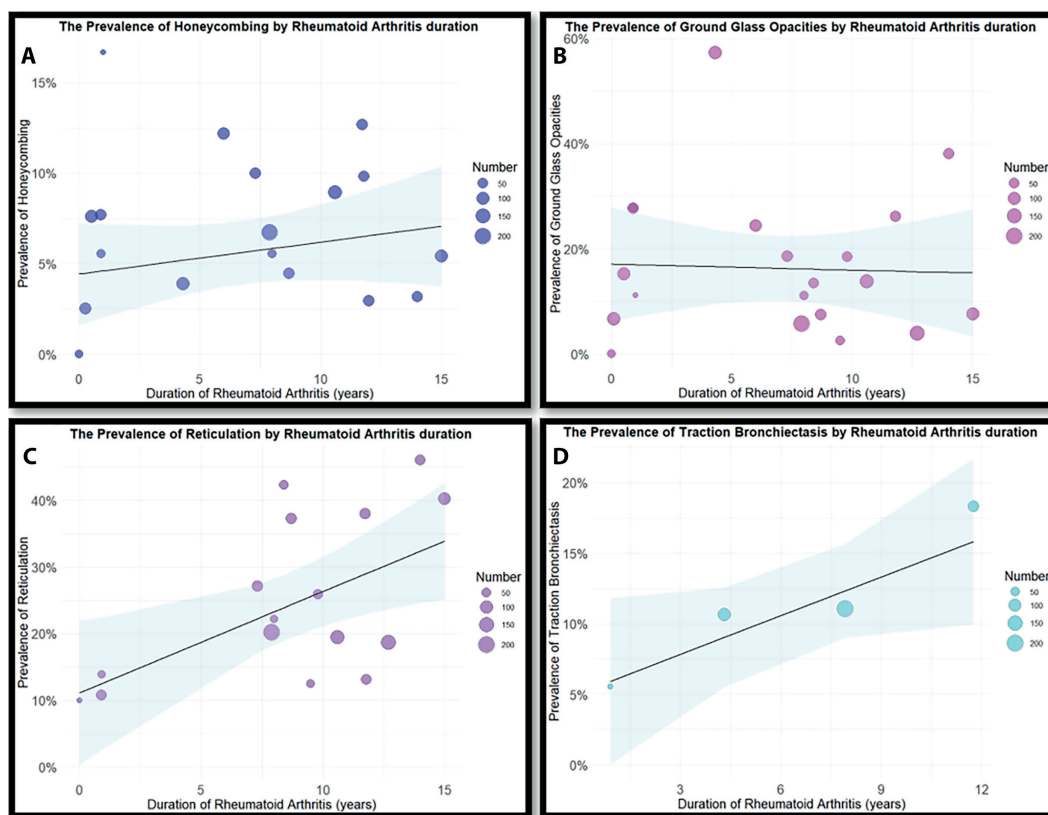 The Prevalence of Honeycombing by Rheumatoid Arthritis duration
A
Prevalence of Honeycombing
15%
10%
5%
0%
0 5 10 15
Duration of Rheumatoid Arthritis (years)
Number
50
100
150
200
The Prevalence of Ground Glass Opacities by Rheumatoid Arthritis duration
B
Prevalence of Ground Glass Opacities
60%
40%
20%
0%
0 5 10 15
Duration of Rheumatoid Arthritis (years)
Number
50
100
150
200
The Prevalence of Reticulation by Rheumatoid Arthritis duration
C
Prevalence of Reticulation
40%
30%
20%
10%
0%
0 5 10 15
Duration of Rheumatoid Arthritis (years)
Number
50
100
150
200
The Prevalence of Traction Bronchiectasis by Rheumatoid Arthritis duration
D
Prevalence of Traction Bronchiectasis
20%
15%
10%
5%
0%
3 6 9 12
Duration of Rheumatoid Arthritis (years)
Number
50
100
150
200